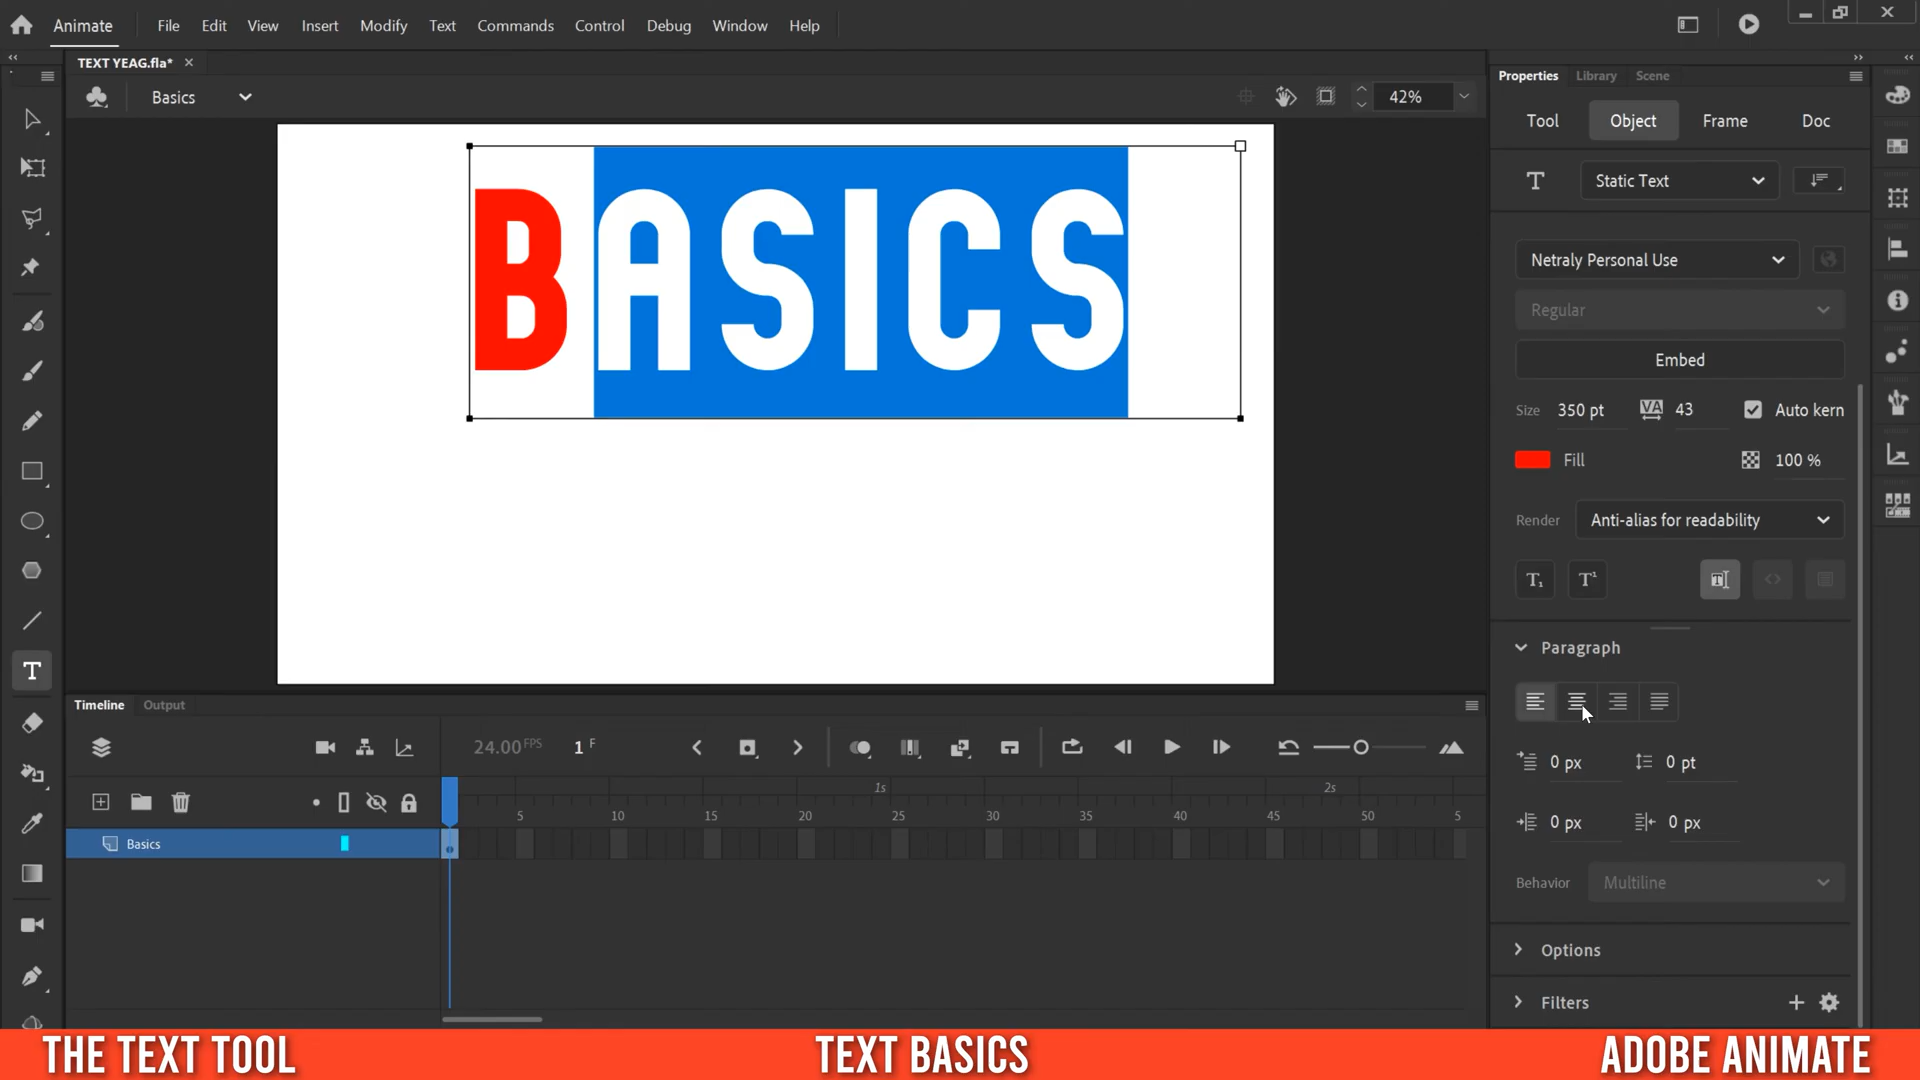 Animate File Edit View Insert Modify Text Commands Control Debug Window Help
TEXT YEAG.fla*
Properties Library Scene
Basics 42%
Tool Object Frame Doc
T Static Text
BASICS
Netraly Personal Use
Regular
Embed
Size 350 pt VA 43 Auto kern
Fill 100 %
Render Anti-alias for readability
Paragraph
Timeline Output
24.00 FPS 1 F
0 px 0 pt
1s 2s
5 10 15 20 25 30 35 40 45 50 5
0 px 0 px
Basics
Behavior Multiline
Options
Filters
THE TEXT TOOL TEXT BASICS ADOBE ANIMATE